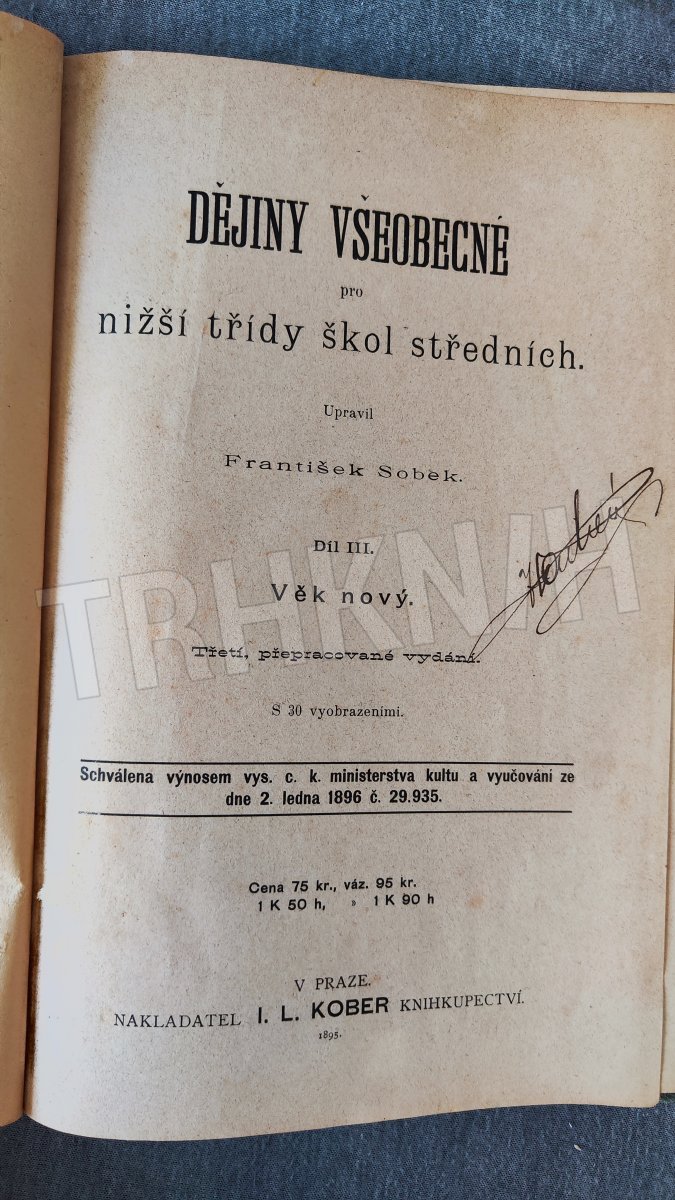 DĚJINY VŠEOBECNÉ
pro
nižší třídy škol středních.
Upravil
František Sobek.
Díl III.
Věk nový.
Třetí, přepracované vydání.
S 30 vyobrazeními.
Schválena výnosem vys. c. k. ministerstva kultu a vyučování ze
dne 2. ledna 1896 č. 29.935.
Cena 75 kr., váz. 95 kr.
1 K 50 h, » 1 K 90 h
V PRAZE.
NAKLADATEL I. L. KOBER KNIHKUPECTVÍ.
1895.
TRHKNIH